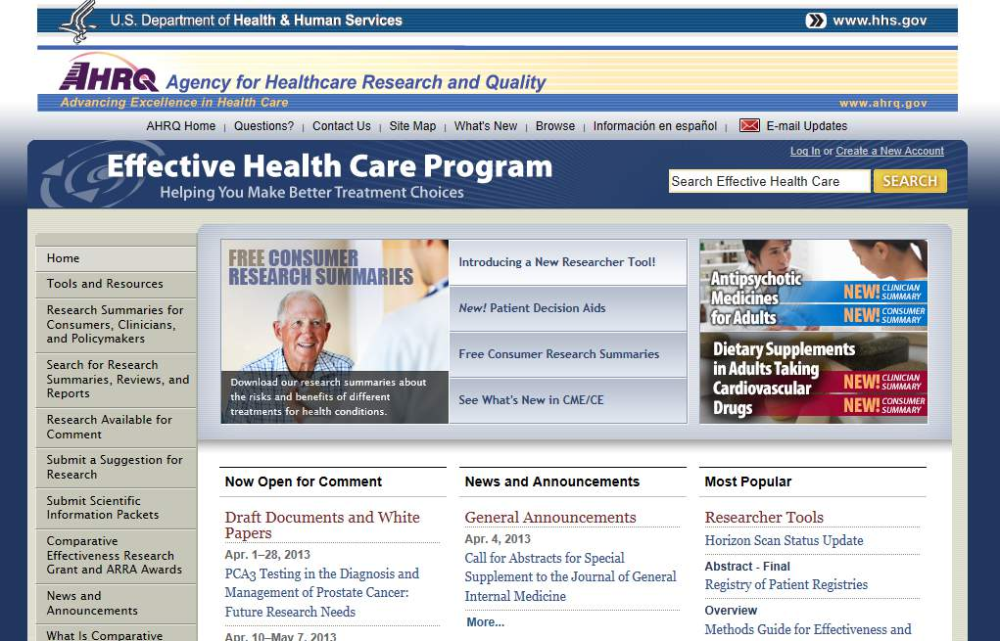 U.S. Department of Health & Human Services
www.hhs.gov
AHRQ Agency for Healthcare Research and Quality
Advancing Excellence in Health Care
www.ahrq.gov
AHRQ Home | Questions? | Contact Us | Site Map | What's New | Browse | Información en español | E-mail Updates
Log In or Create a New Account
Effective Health Care Program
Helping You Make Better Treatment Choices
Search Effective Health Care SEARCH
Home
Tools and Resources
Research Summaries for
Consumers, Clinicians,
and Policymakers
Search for Research
Summaries, Reviews, and
Reports
Research Available for
Comment
Submit a Suggestion for
Research
Submit Scientific
Information Packets
Comparative
Effectiveness Research
Grant and ARRA Awards
News and
Announcements
What Is Comparative
FREE CONSUMER
RESEARCH SUMMARIES
Download our research summaries about
the risks and benefits of different
treatments for health conditions.
Introducing a New Researcher Tool!
New! Patient Decision Aids
Free Consumer Research Summaries
See What's New in CME/CE
Antipsychotic
Medicines
for Adults
NEW! CLINICIAN SUMMARY
NEW! CONSUMER SUMMARY
Dietary Supplements
in Adults Taking
Cardiovascular
Drugs
NEW! CLINICIAN SUMMARY
NEW! CONSUMER SUMMARY
Now Open for Comment
Draft Documents and White
Papers
Apr. 1–28, 2013
PCA3 Testing in the Diagnosis and
Management of Prostate Cancer:
Future Research Needs
Apr. 10–May 7, 2013
News and Announcements
General Announcements
Apr. 4, 2013
Call for Abstracts for Special
Supplement to the Journal of General
Internal Medicine
More...
Most Popular
Researcher Tools
Horizon Scan Status Update
Abstract - Final
Registry of Patient Registries
Overview
Methods Guide for Effectiveness and